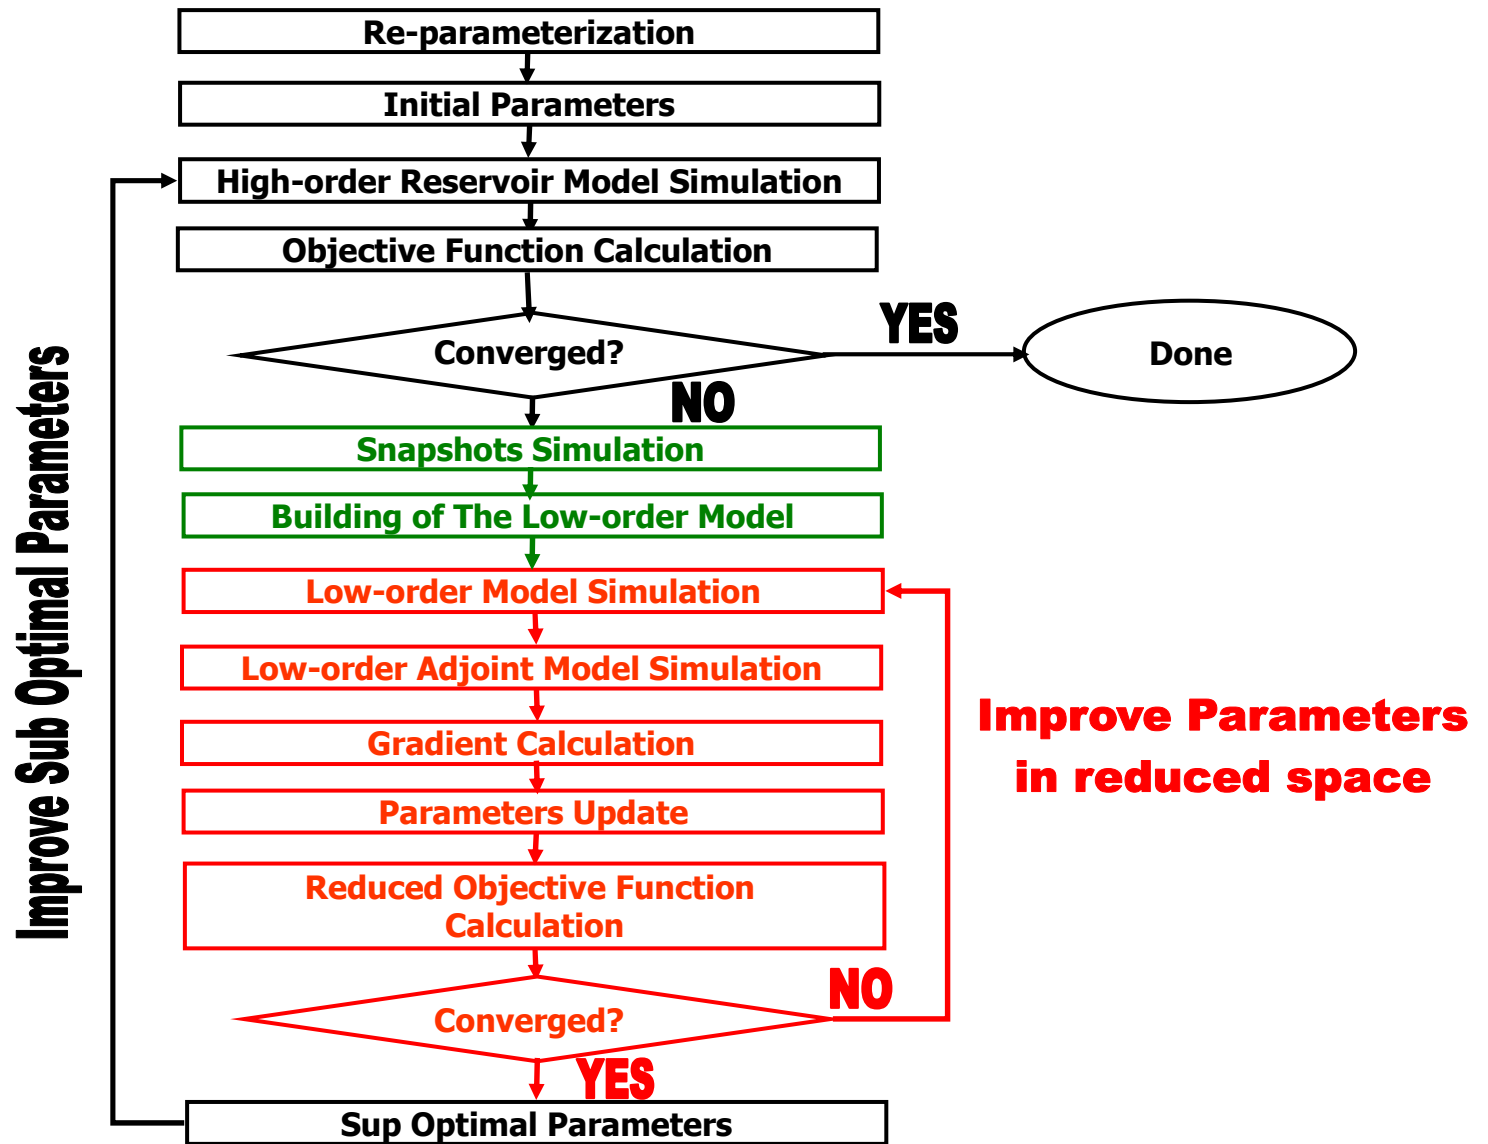 Re-parameterization
Initial Parameters
High-order Reservoir Model Simulation
Objective Function Calculation
Converged?
YES
Done
NO
Snapshots Simulation
Building of The Low-order Model
Low-order Model Simulation
Low-order Adjoint Model Simulation
Gradient Calculation
Parameters Update
Reduced Objective Function
Calculation
Converged?
NO
YES
Sup Optimal Parameters
Improve Sub Optimal Parameters
Improve Parameters
in reduced space